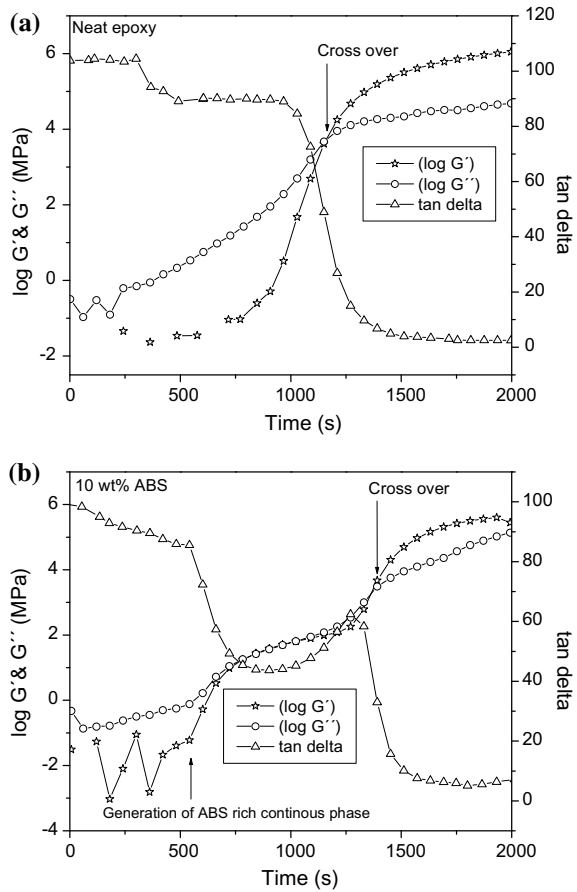 (a)
Neat epoxy
Cross over
(log G´)
(log G´´)
tan delta
log G´& G´´ (MPa)
6
4
2
0
-2
120
100
80
60
40
20
0
tan delta
0
500
1000
1500
2000
Time (s)
(b)
10 wt% ABS
Cross over
(log G´)
(log G´´)
tan delta
Generation of ABS rich continous phase
log G´& G´´ (MPa)
6
4
2
0
-2
-4
100
80
60
40
20
0
tan delta
0
500
1000
1500
2000
Time (s)